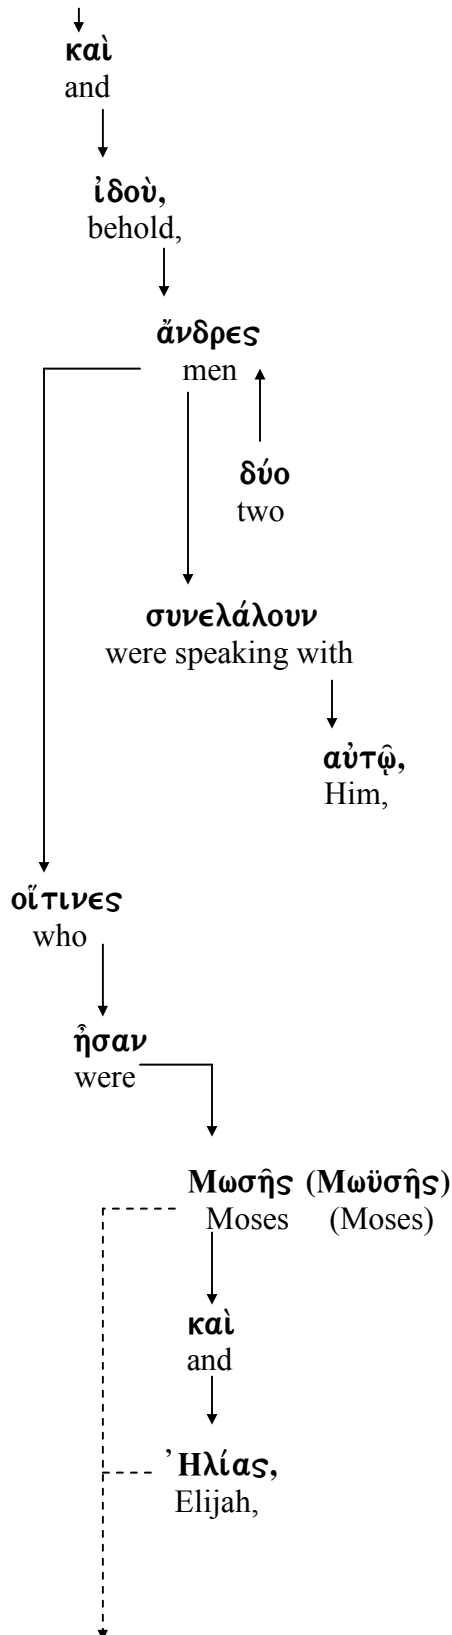 καὶ
and
ἰδοὺ,
behold,
ἄνδρες
men
δύο
two
συνελάλουν
were speaking with
αὐτῷ,
Him,
οἵτινες
who
ἦσαν
were
Μωσῆς (Μωϋσῆς)
Moses (Moses)
καὶ
and
Ἠλίας,
Elijah,